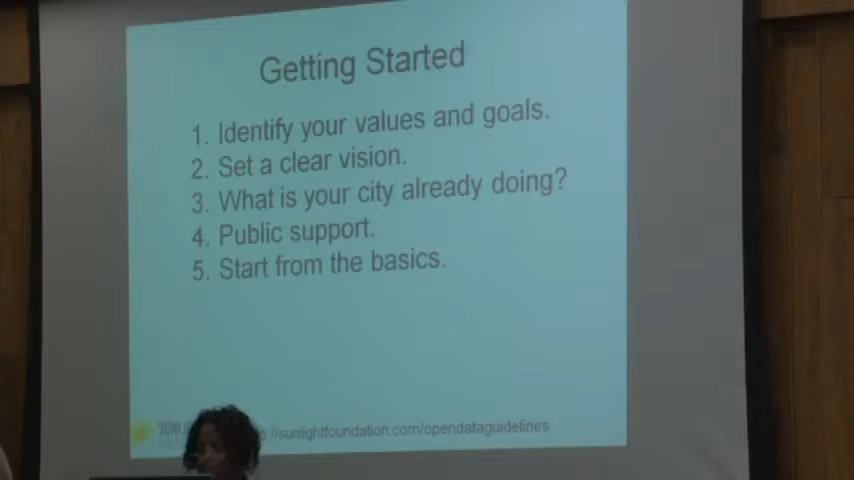 Getting Started
1. Identify your values and goals.
2. Set a clear vision.
3. What is your city already doing?
4. Public support.
5. Start from the basics.
://sunlightfoundation.com/opendataguidelines